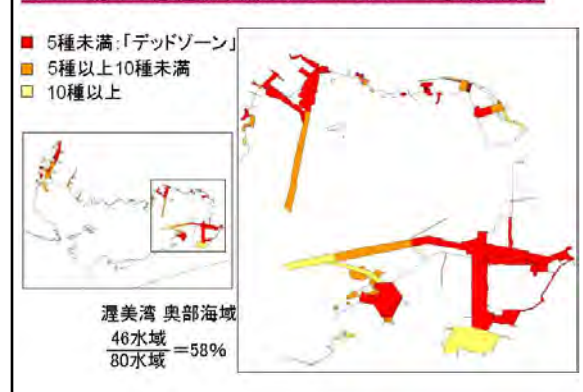 5種未満:「デッドゾーン」
5種以上10種未満
10種以上
渥美湾 奥部海域
46水域
80水域
=58%